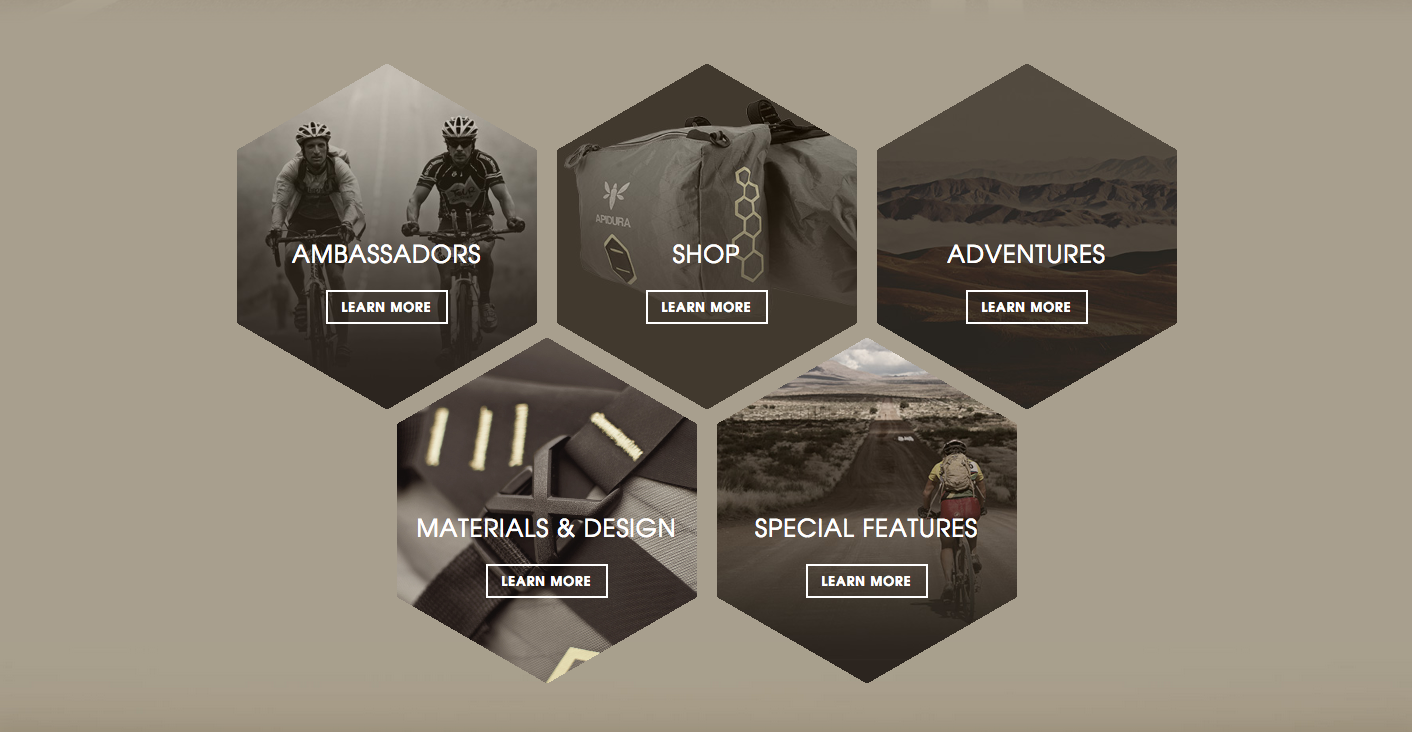 AMBASSADORS
LEARN MORE
APIDURA
SHOP
LEARN MORE
ADVENTURES
LEARN MORE
MATERIALS & DESIGN
LEARN MORE
SPECIAL FEATURES
LEARN MORE